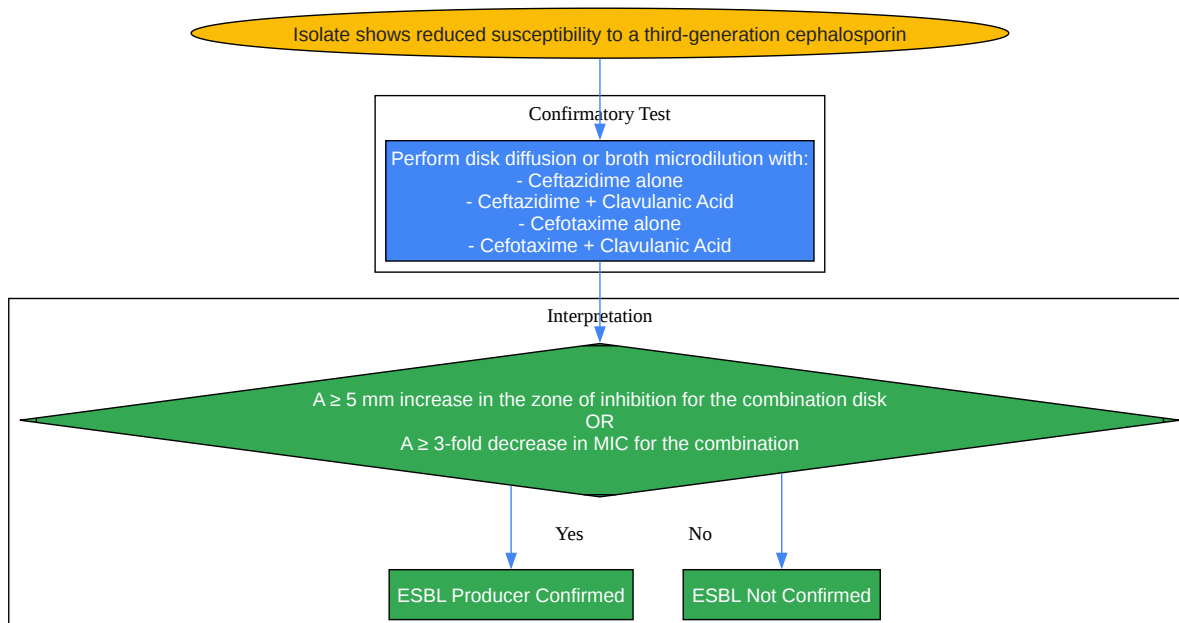 Isolate shows reduced susceptibility to a third-generation cephalosporin
Confirmatory Test
Perform disk diffusion or broth microdilution with:
- Ceftazidime alone
- Ceftazidime + Clavulanic Acid
- Cefotaxime alone
- Cefotaxime + Clavulanic Acid
Interpretation
A ≥ 5 mm increase in the zone of inhibition for the combination disk
OR
A ≥ 3-fold decrease in MIC for the combination
Yes
No
ESBL Producer Confirmed
ESBL Not Confirmed